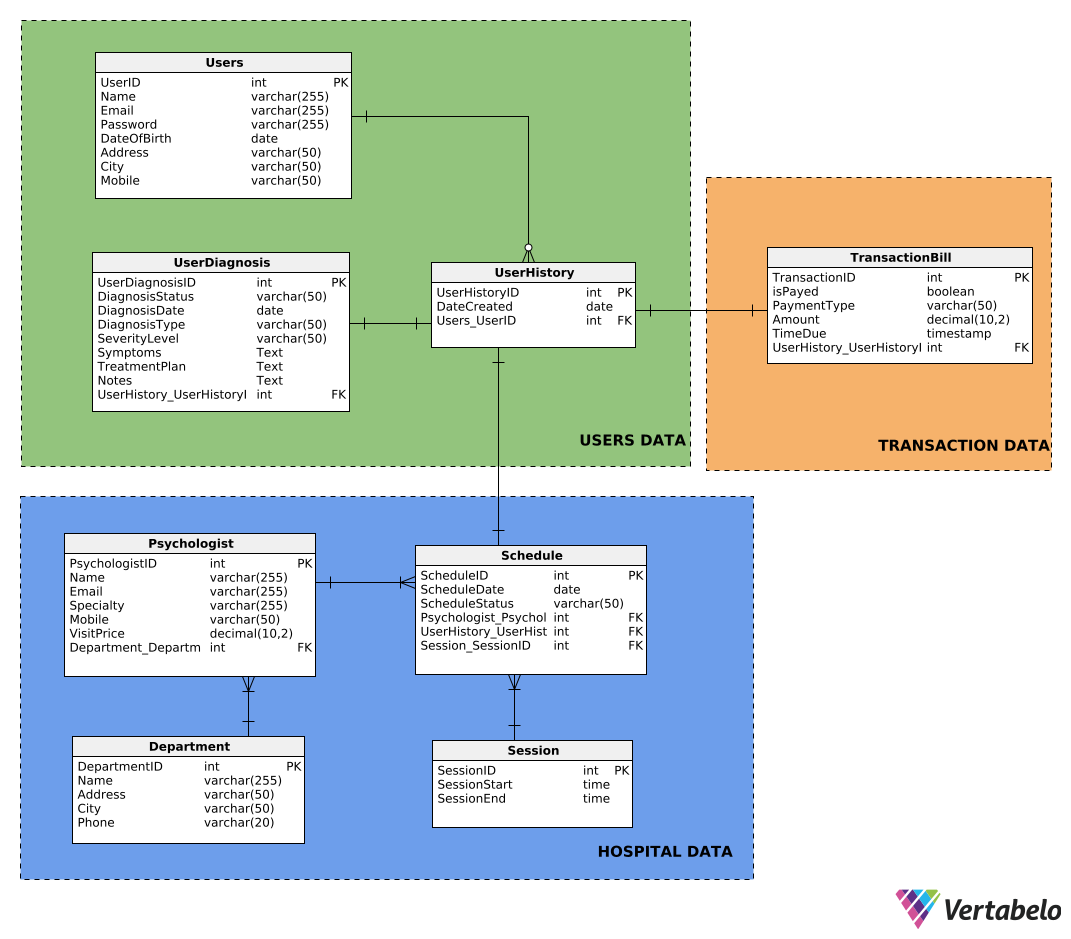 Users
UserID int PK
Name varchar(255)
Email varchar(255)
Password varchar(255)
DateOfBirth date
Address varchar(50)
City varchar(50)
Mobile varchar(50)
UserDiagnosis
UserDiagnosisID int PK
DiagnosisStatus varchar(50)
DiagnosisDate date
DiagnosisType varchar(50)
SeverityLevel varchar(50)
Symptoms Text
TreatmentPlan Text
Notes Text
UserHistory_UserHistoryI int FK
UserHistory
UserHistoryID int PK
DateCreated date
Users_UserID int FK
USERS DATA
TransactionBill
TransactionID int PK
isPayed boolean
PaymentType varchar(50)
Amount decimal(10,2)
TimeDue timestamp
UserHistory_UserHistoryI int FK
TRANSACTION DATA
Psychologist
PsychologistID int PK
Name varchar(255)
Email varchar(255)
Specialty varchar(255)
Mobile varchar(50)
VisitPrice decimal(10,2)
Department_Departm int FK
Schedule
ScheduleID int PK
ScheduleDate date
ScheduleStatus varchar(50)
Psychologist_Psychol int FK
UserHistory_UserHist int FK
Session_SessionID int FK
Department
DepartmentID int PK
Name varchar(255)
Address varchar(50)
City varchar(50)
Phone varchar(20)
Session
SessionID int PK
SessionStart time
SessionEnd time
HOSPITAL DATA
Vertabelo